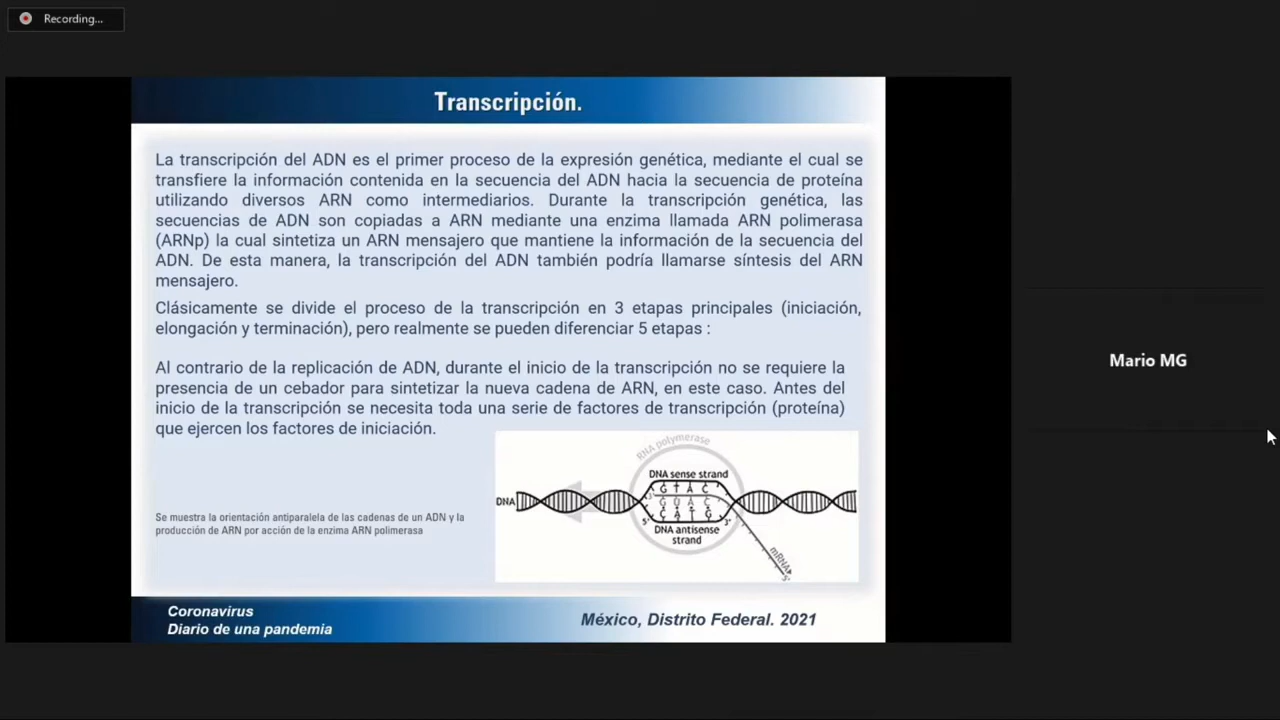 Recording...
Transcripción.
La transcripción del ADN es el primer proceso de la expresión genética, mediante el cual se
transfiere la información contenida en la secuencia del ADN hacia la secuencia de proteína
utilizando diversos ARN como intermediarios. Durante la transcripción genética, las
secuencias de ADN son copiadas a ARN mediante una enzima llamada ARN polimerasa
(ARNp) la cual sintetiza un ARN mensajero que mantiene la información de la secuencia del
ADN. De esta manera, la transcripción del ADN también podría llamarse síntesis del ARN
mensajero.
Clásicamente se divide el proceso de la transcripción en 3 etapas principales (iniciación,
elongación y terminación), pero realmente se pueden diferenciar 5 etapas :
Al contrario de la replicación de ADN, durante el inicio de la transcripción no se requiere la
presencia de un cebador para sintetizar la nueva cadena de ARN, en este caso. Antes del
inicio de la transcripción se necesita toda una serie de factores de transcripción (proteína)
que ejercen los factores de iniciación.
RNA polymerase
DNA sense strand
G T A C
DNA
G U A C
C A T G
5' 3'
DNA antisense
strand
mRNA
5'
Se muestra la orientación antiparalela de las cadenas de un ADN y la
producción de ARN por acción de la enzima ARN polimerasa
Mario MG
Coronavirus
Diario de una pandemia
México, Distrito Federal. 2021